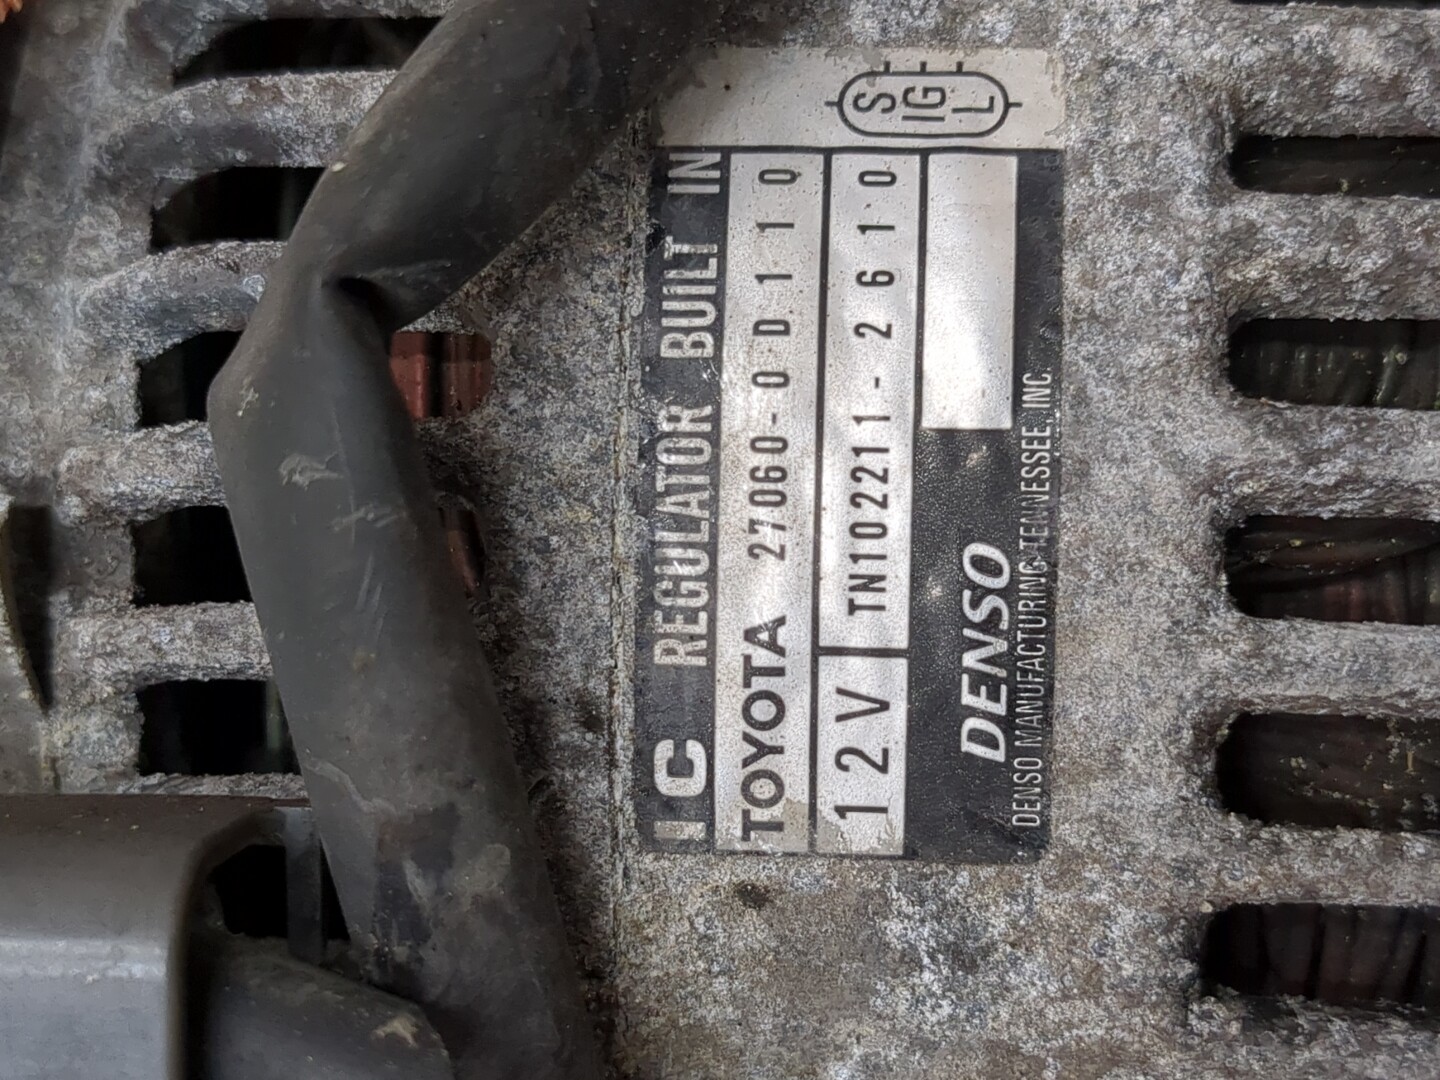 S
IG
L
IC REGULATOR BUILT IN
TOYOTA 27060-0D110
12V TN102211-2610
DENSO
DENSO MANUFACTURING TENNESSEE, INC.